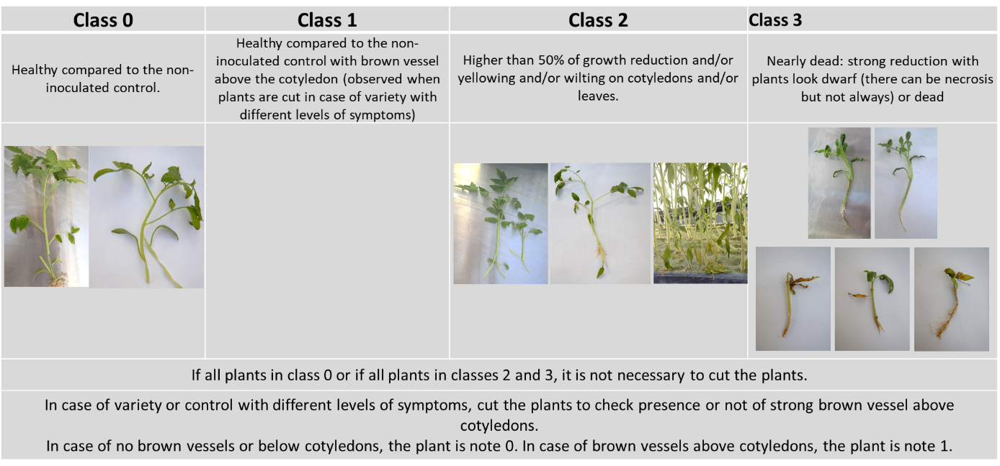 Class 0
Class 1
Class 2
Class 3
Healthy compared to the non-
inoculated control.
Healthy compared to the non-
inoculated control with brown vessel
above the cotyledon (observed when
plants are cut in case of variety with
different levels of symptoms)
Higher than 50% of growth reduction and/or
yellowing and/or wilting on cotyledons and/or
leaves.
Nearly dead: strong reduction with
plants look dwarf (there can be necrosis
but not always) or dead
If all plants in class 0 or if all plants in classes 2 and 3, it is not necessary to cut the plants.
In case of variety or control with different levels of symptoms, cut the plants to check presence or not of strong brown vessel above
cotyledons.
In case of no brown vessels or below cotyledons, the plant is note 0. In case of brown vessels above cotyledons, the plant is note 1.